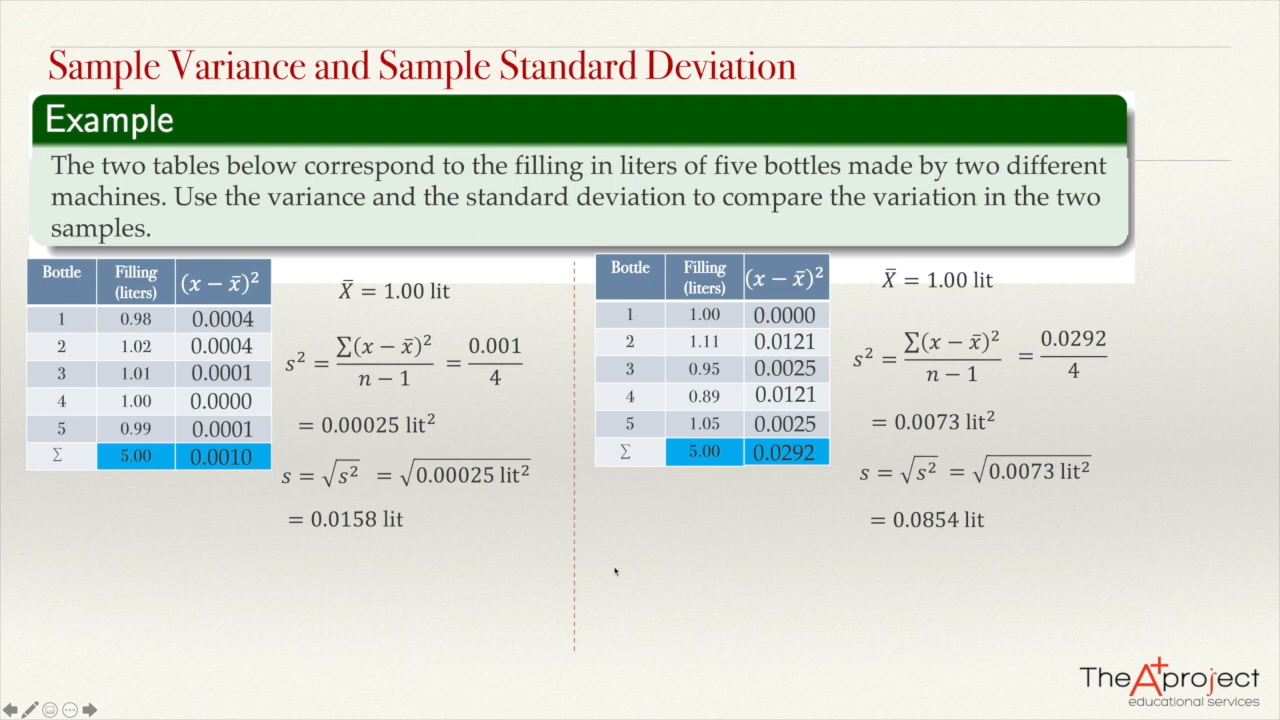 Sample Variance and Sample Standard Deviation
Example
The two tables below correspond to the filling in liters of five bottles made by two different
machines. Use the variance and the standard deviation to compare the variation in the two
samples.
Bottle Filling (liters) (x − x̄)²
1 0.98 0.0004
2 1.02 0.0004
3 1.01 0.0001
4 1.00 0.0000
5 0.99 0.0001
Σ 5.00 0.0010
X̄ = 1.00 lit
s² = ∑(x − x̄)² / n − 1 = 0.001 / 4
= 0.00025 lit²
s = √s² = √0.00025 lit²
= 0.0158 lit
Bottle Filling (liters) (x − x̄)²
1 1.00 0.0000
2 1.11 0.0121
3 0.95 0.0025
4 0.89 0.0121
5 1.05 0.0025
Σ 5.00 0.0292
X̄ = 1.00 lit
s² = ∑(x − x̄)² / n − 1 = 0.0292 / 4
= 0.0073 lit²
s = √s² = √0.0073 lit²
= 0.0854 lit
The A+ project
educational services